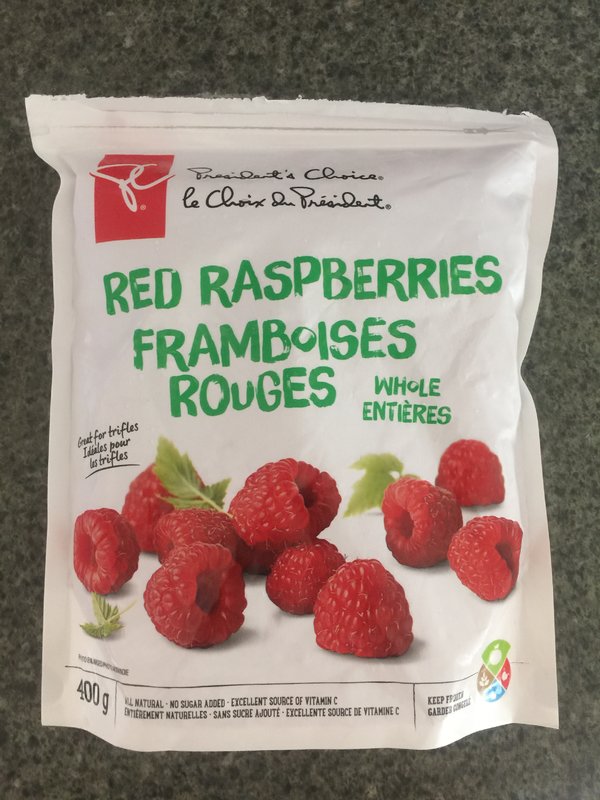 President's Choice®
le Choix du Président®
RED RASPBERRIES
FRAMBOISES
ROUGES
WHOLE
ENTIÈRES
Great for trifles
Idéales pour
les trifles
400 g
ALL NATURAL · NO SUGAR ADDED · EXCELLENT SOURCE OF VITAMIN C
ENTIÈREMENT NATURELLES · SANS SUCRE AJOUTÉ · EXCELLENTE SOURCE DE VITAMINE C
KEEP FROZEN
GARDER CONGELÉ